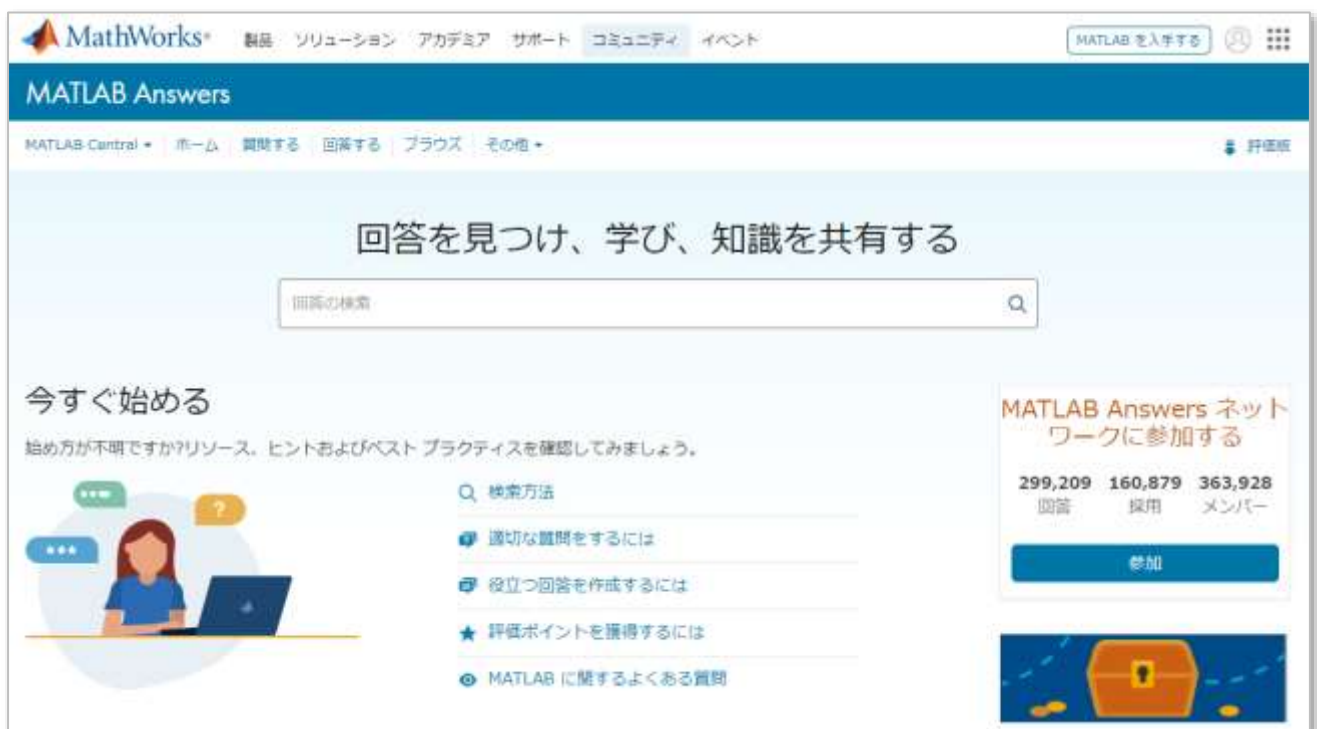 MathWorks®
製品 ソリューション アカデミア サポート コミュニティ イベント
MATLAB を入手する
MATLAB Answers
MATLAB Central ホーム 質問する 回答する ブラウズ その他
評価版
回答を見つけ、学び、知識を共有する
回答の検索
今すぐ始める
始め方が不明ですか?リソース、ヒントおよびベスト プラクティスを確認してみましょう。
?
検索方法
適切な質問をするには
役立つ回答を作成するには
評価ポイントを獲得するには
MATLAB に関するよくある質問
MATLAB Answers ネット
ワークに参加する
299,209 160,879 363,928
回答 採用 メンバー
参加